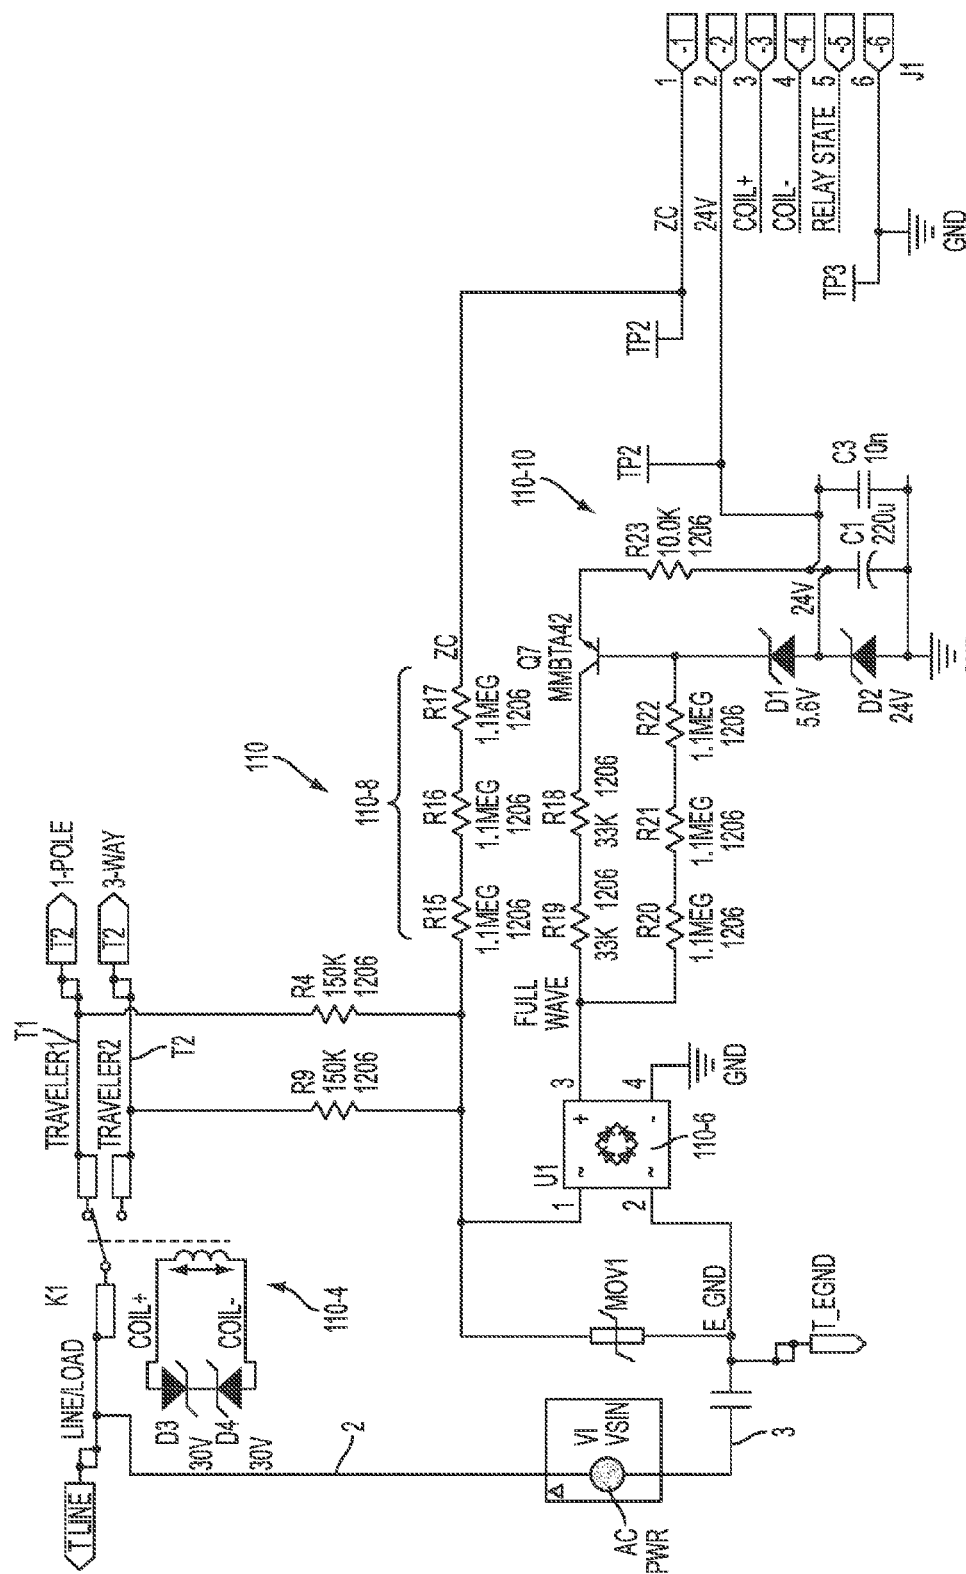 T LINE
LINE/LOAD
K1
TRAVELER1
T1
T2
1-POLE
TRAVELER2
T2
T2
3-WAY
COIL+
COIL-
D3
30V
D4
30V
110-4
2
R9
150K
1206
R4
150K
1206
110
110-8
R15
1.1MEG
1206
R16
1.1MEG
1206
R17
1.1MEG
1206
ZC
AC
PWR
VI
VSIN
3
MOV1
E_GND
T_EGND
U1
1
2
3
4
~
+
~
-
110-6
GND
FULL
WAVE
R19
33K 1206
R18
33K 1206
R20
1.1MEG
1206
R21
1.1MEG
1206
R22
1.1MEG
1206
Q7
MMBTA42
110-10
R23
10.0K
1206
D1
5.6V
D2
24V
24V
C1
220u
C3
10n
TP2
TP2
TP3
GND
ZC
24V
COIL+
COIL-
RELAY STATE
1
2
3
4
5
6
-1
-2
-3
-4
-5
-6
J1